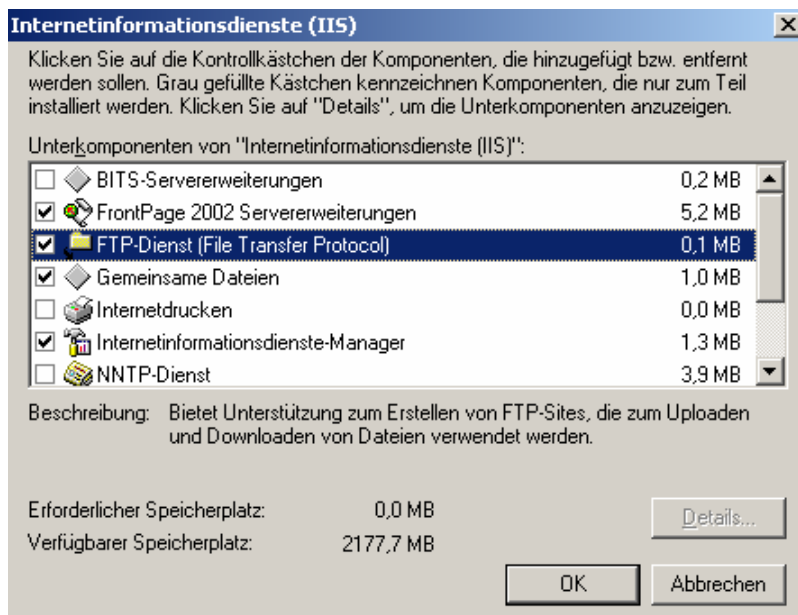 Internetinformationsdienste (IIS)
Klicken Sie auf die Kontrollkästchen der Komponenten, die hinzugefügt bzw. entfernt
werden sollen. Grau gefüllte Kästchen kennzeichnen Komponenten, die nur zum Teil
installiert werden. Klicken Sie auf "Details", um die Unterkomponenten anzuzeigen.
Unterkomponenten von "Internetinformationsdienste (IIS)":
BITS-Servererweiterungen 0,2 MB
FrontPage 2002 Servererweiterungen 5,2 MB
FTP-Dienst (File Transfer Protocol) 0,1 MB
Gemeinsame Dateien 1,0 MB
Internetdrucken 0,0 MB
Internetinformationsdienste-Manager 1,3 MB
NNTP-Dienst 3,9 MB
Beschreibung: Bietet Unterstützung zum Erstellen von FTP-Sites, die zum Uploaden
und Downloaden von Dateien verwendet werden.
Erforderlicher Speicherplatz: 0,0 MB
Details...
Verfügbarer Speicherplatz: 2177,7 MB
OK Abbrechen